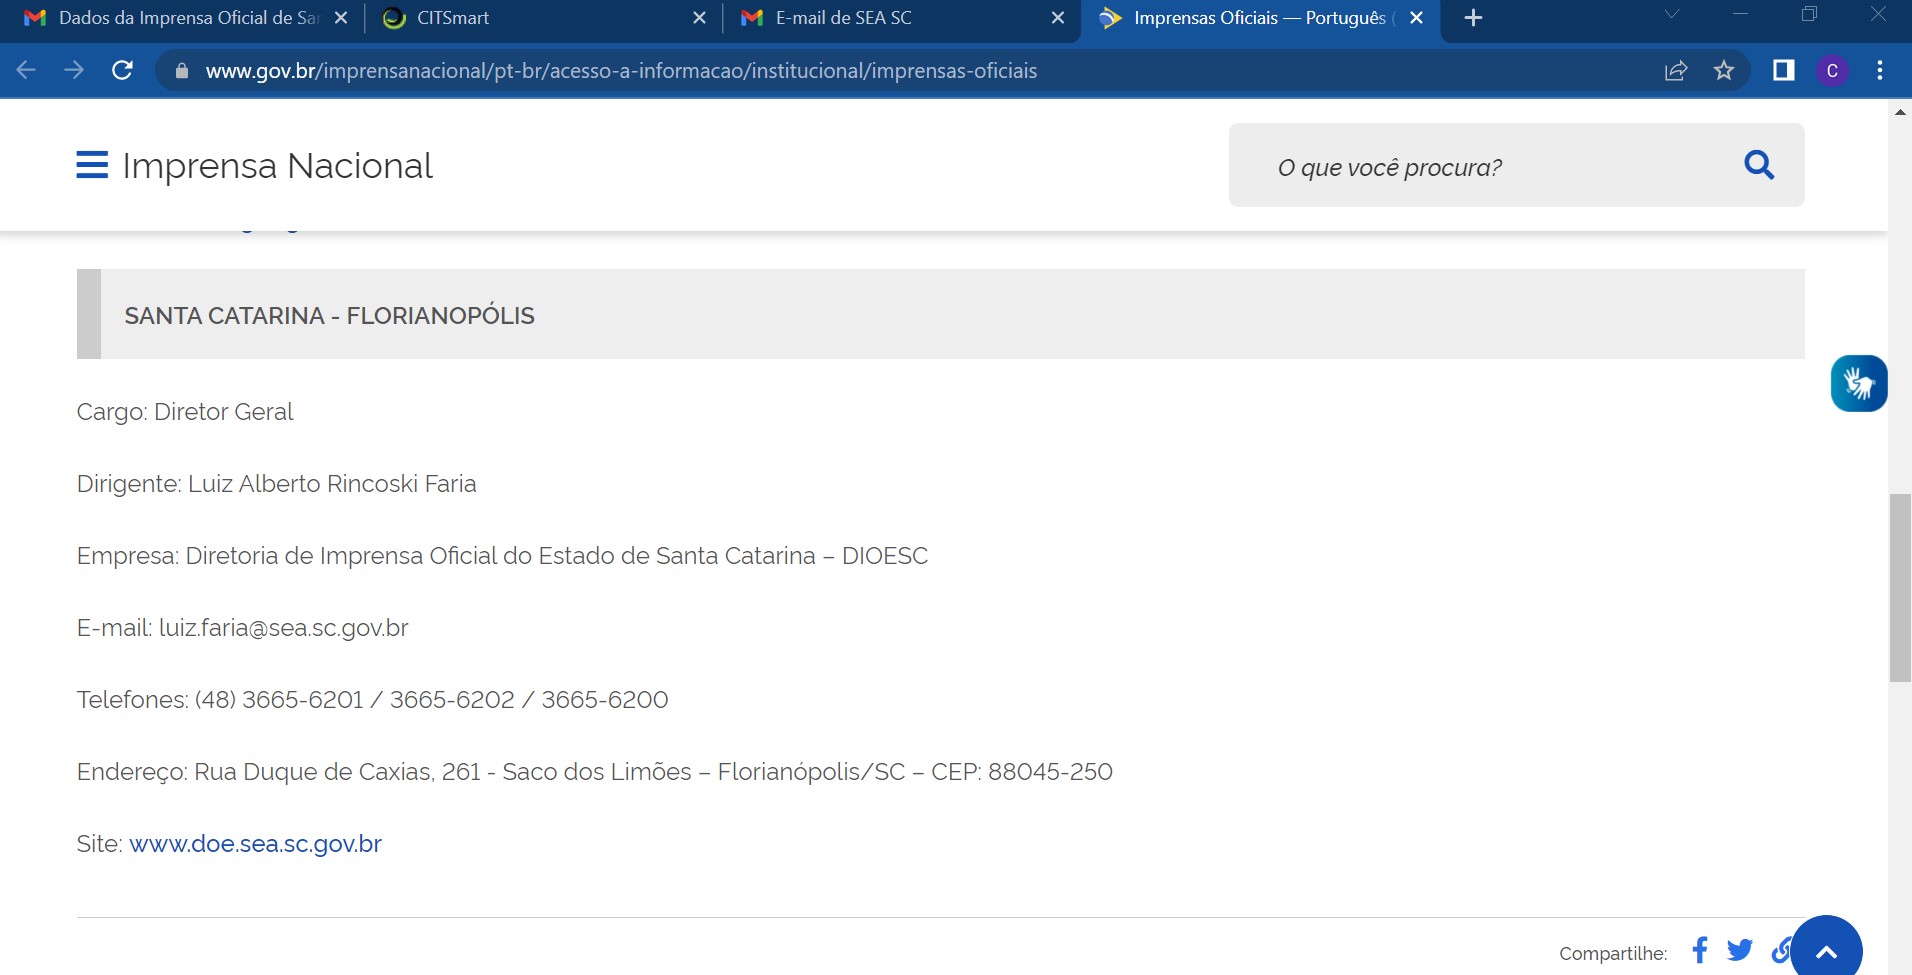 Dados da Imprensa Oficial de Sar
CITSmart
E-mail de SEA SC
Imprensas Oficiais — Português (
www.gov.br/imprensanacional/pt-br/acesso-a-informacao/institucional/imprensas-oficiais
C
Imprensa Nacional
O que você procura?
SANTA CATARINA - FLORIANOPÓLIS
Cargo: Diretor Geral
Dirigente: Luiz Alberto Rincoski Faria
Empresa: Diretoria de Imprensa Oficial do Estado de Santa Catarina – DIOESC
E-mail: luiz.faria@sea.sc.gov.br
Telefones: (48) 3665-6201 / 3665-6202 / 3665-6200
Endereço: Rua Duque de Caxias, 261 - Saco dos Limões – Florianópolis/SC – CEP: 88045-250
Site: www.doe.sea.sc.gov.br
Compartilhe: